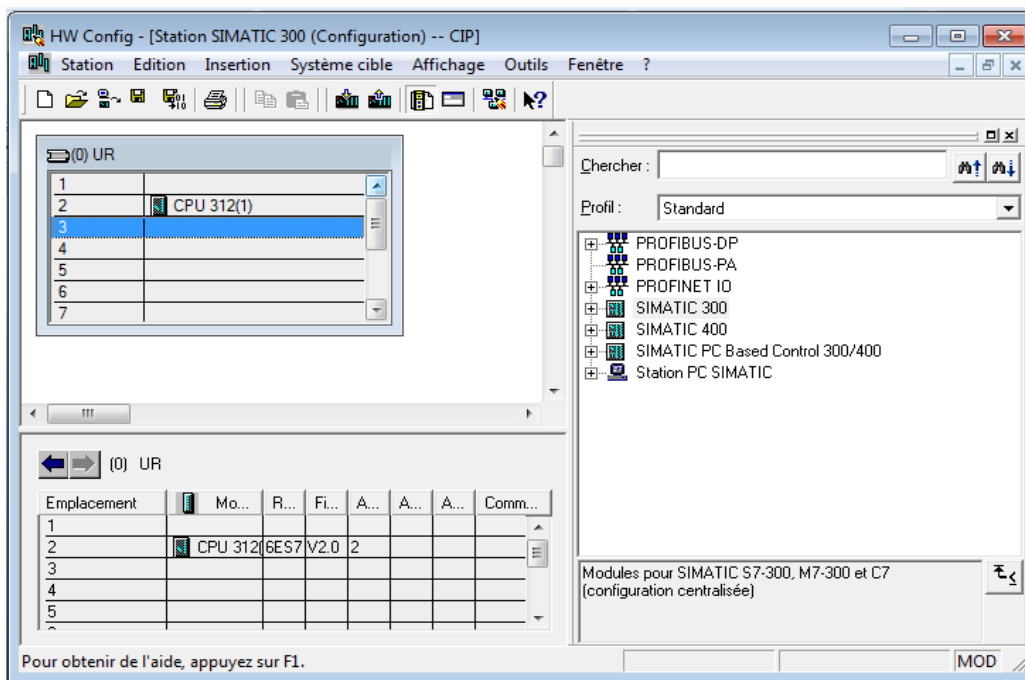 HW Config - [Station SIMATIC 300 (Configuration) -- CIP]
Station Edition Insertion Système cible Affichage Outils Fenêtre ?
(0) UR
1
2 CPU 312(1)
3
4
5
6
7
Chercher :
Profil : Standard
PROFIBUS-DP
PROFIBUS-PA
PROFINET IO
SIMATIC 300
SIMATIC 400
SIMATIC PC Based Control 300/400
Station PC SIMATIC
Modules pour SIMATIC S7-300, M7-300 et C7
(configuration centralisée)
(0) UR
Emplacement Mo... R... Fi... A... A... A... Comm...
1
2 CPU 312( 6ES7 V2.0 2
3
4
5
Pour obtenir de l'aide, appuyez sur F1.
MOD